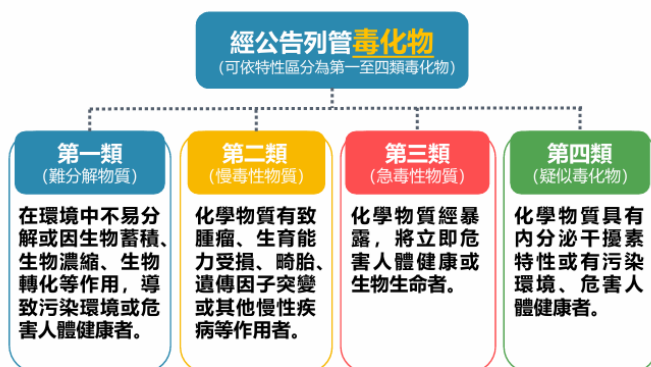 經公告列管毒化物
(可依特性區分為第一至四類毒化物)
第一類
(難分解物質)
在環境中不易分
解或因生物蓄積、
生物濃縮、生物
轉化等作用，導
致污染環境或危
害人體健康者。
第二類
(慢毒性物質)
化學物質有致
腫瘤、生育能
力受損、畸胎、
遺傳因子突變
或其他慢性疾
病等作用者。
第三類
(急毒性物質)
化學物質經暴
露，將立即危
害人體健康或
生物生命者。
第四類
(疑似毒化物)
化學物質具有
內分泌干擾素
特性或有污染
環境、危害人
體健康者。